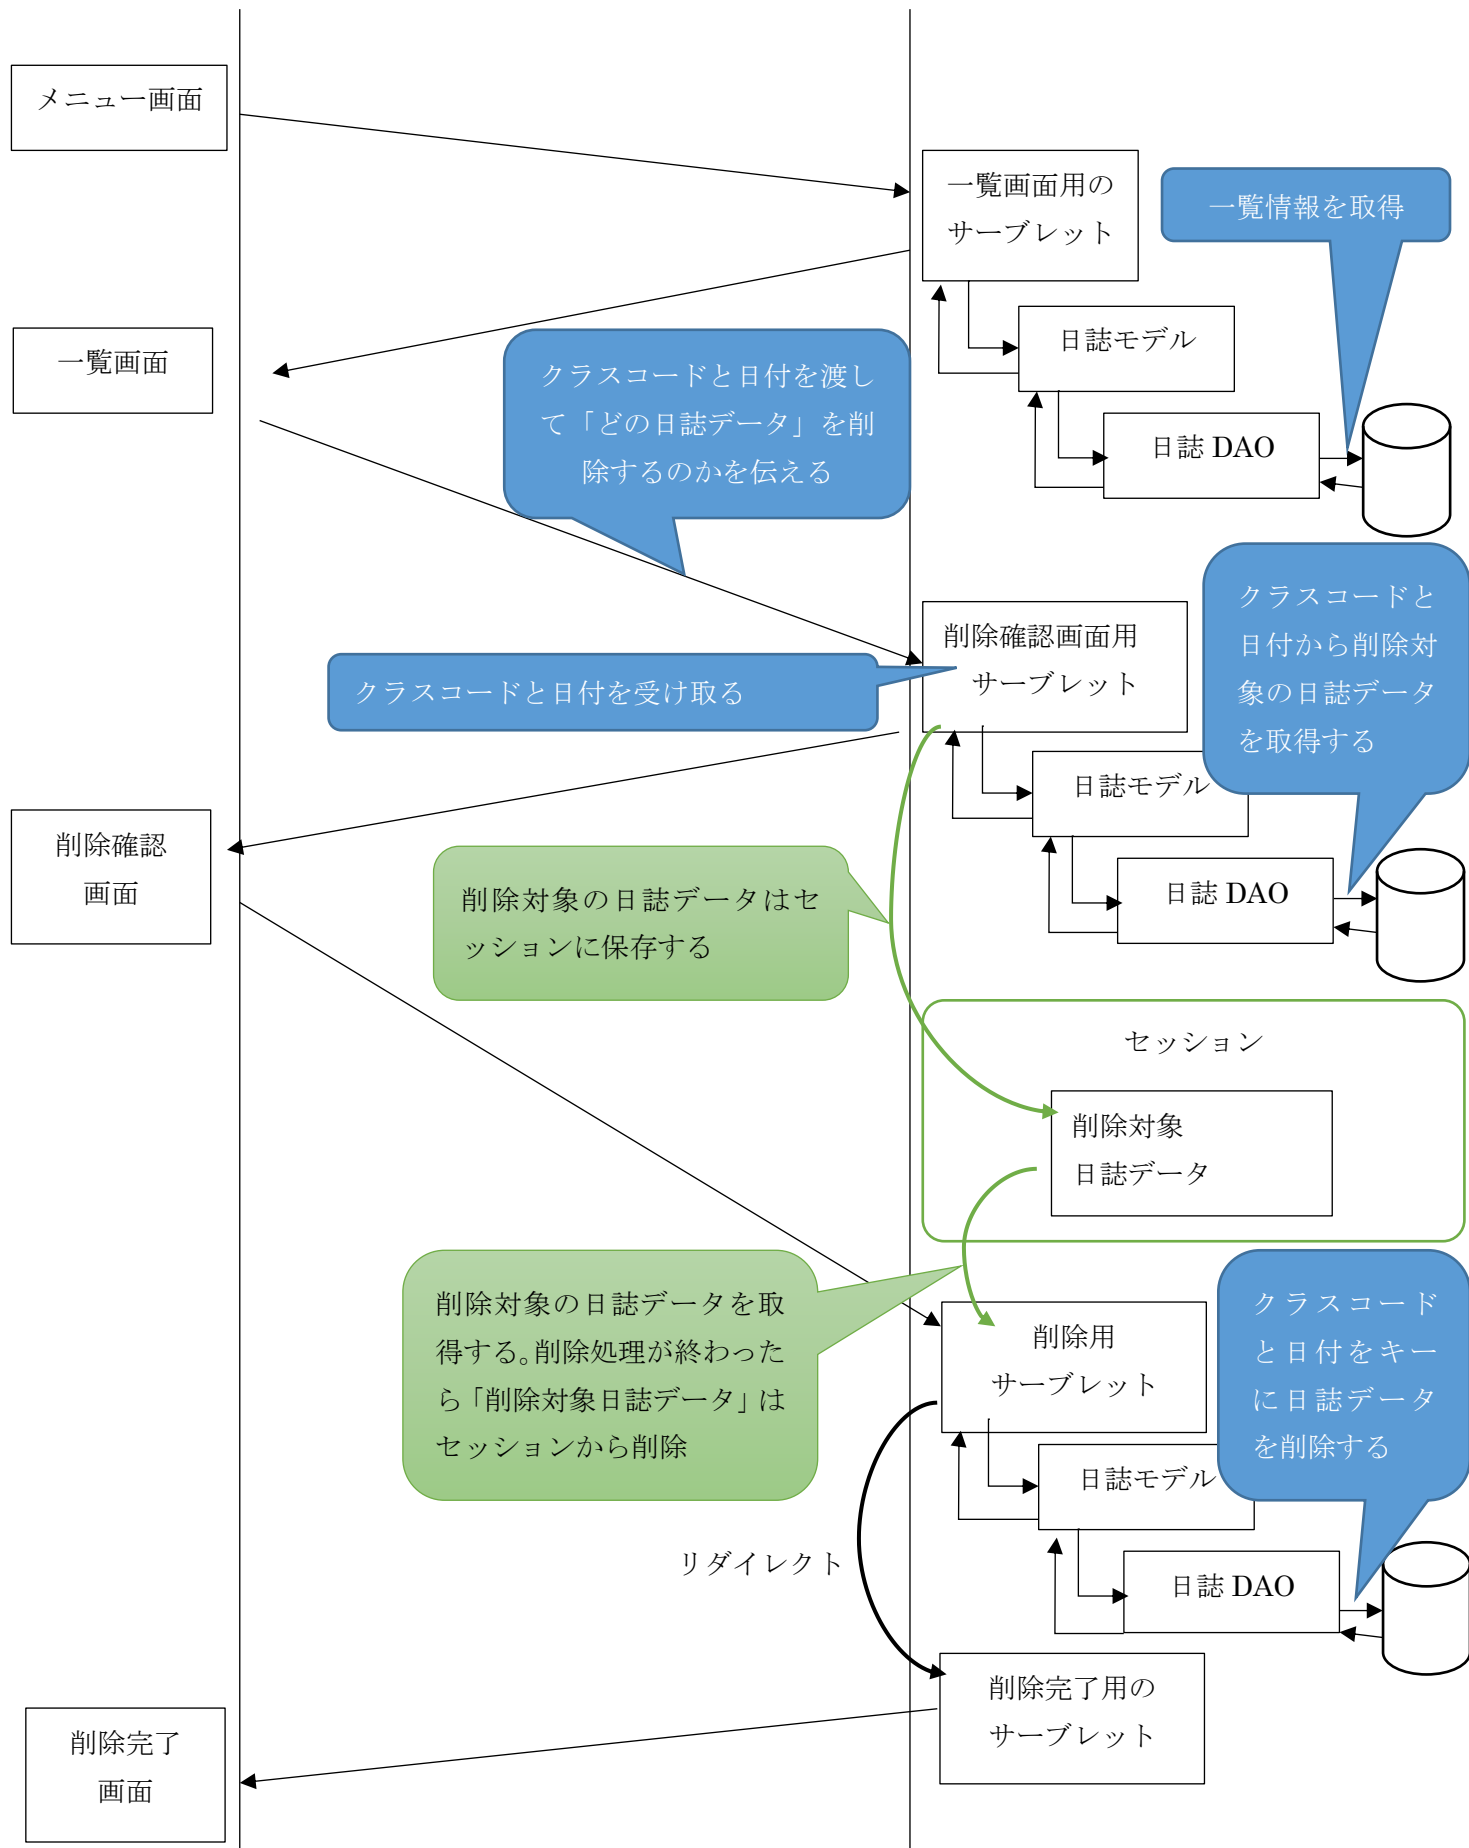 メニュー画面
一覧画面用の
サーブレット
一覧情報を取得
日誌モデル
一覧画面
クラスコードと日付を渡し
て「どの日誌データ」を削
除するのかを伝える
日誌 DAO
クラスコードと
日付から削除対
象の日誌データ
を取得する
削除確認画面用
サーブレット
クラスコードと日付を受け取る
日誌モデル
削除確認
画面
日誌 DAO
削除対象の日誌データはセ
ッションに保存する
セッション
削除対象
日誌データ
削除対象の日誌データを取
得する。削除処理が終わった
ら「削除対象日誌データ」は
セッションから削除
削除用
サーブレット
クラスコード
と日付をキー
に日誌データ
を削除する
日誌モデル
リダイレクト
日誌 DAO
削除完了用の
サーブレット
削除完了
画面